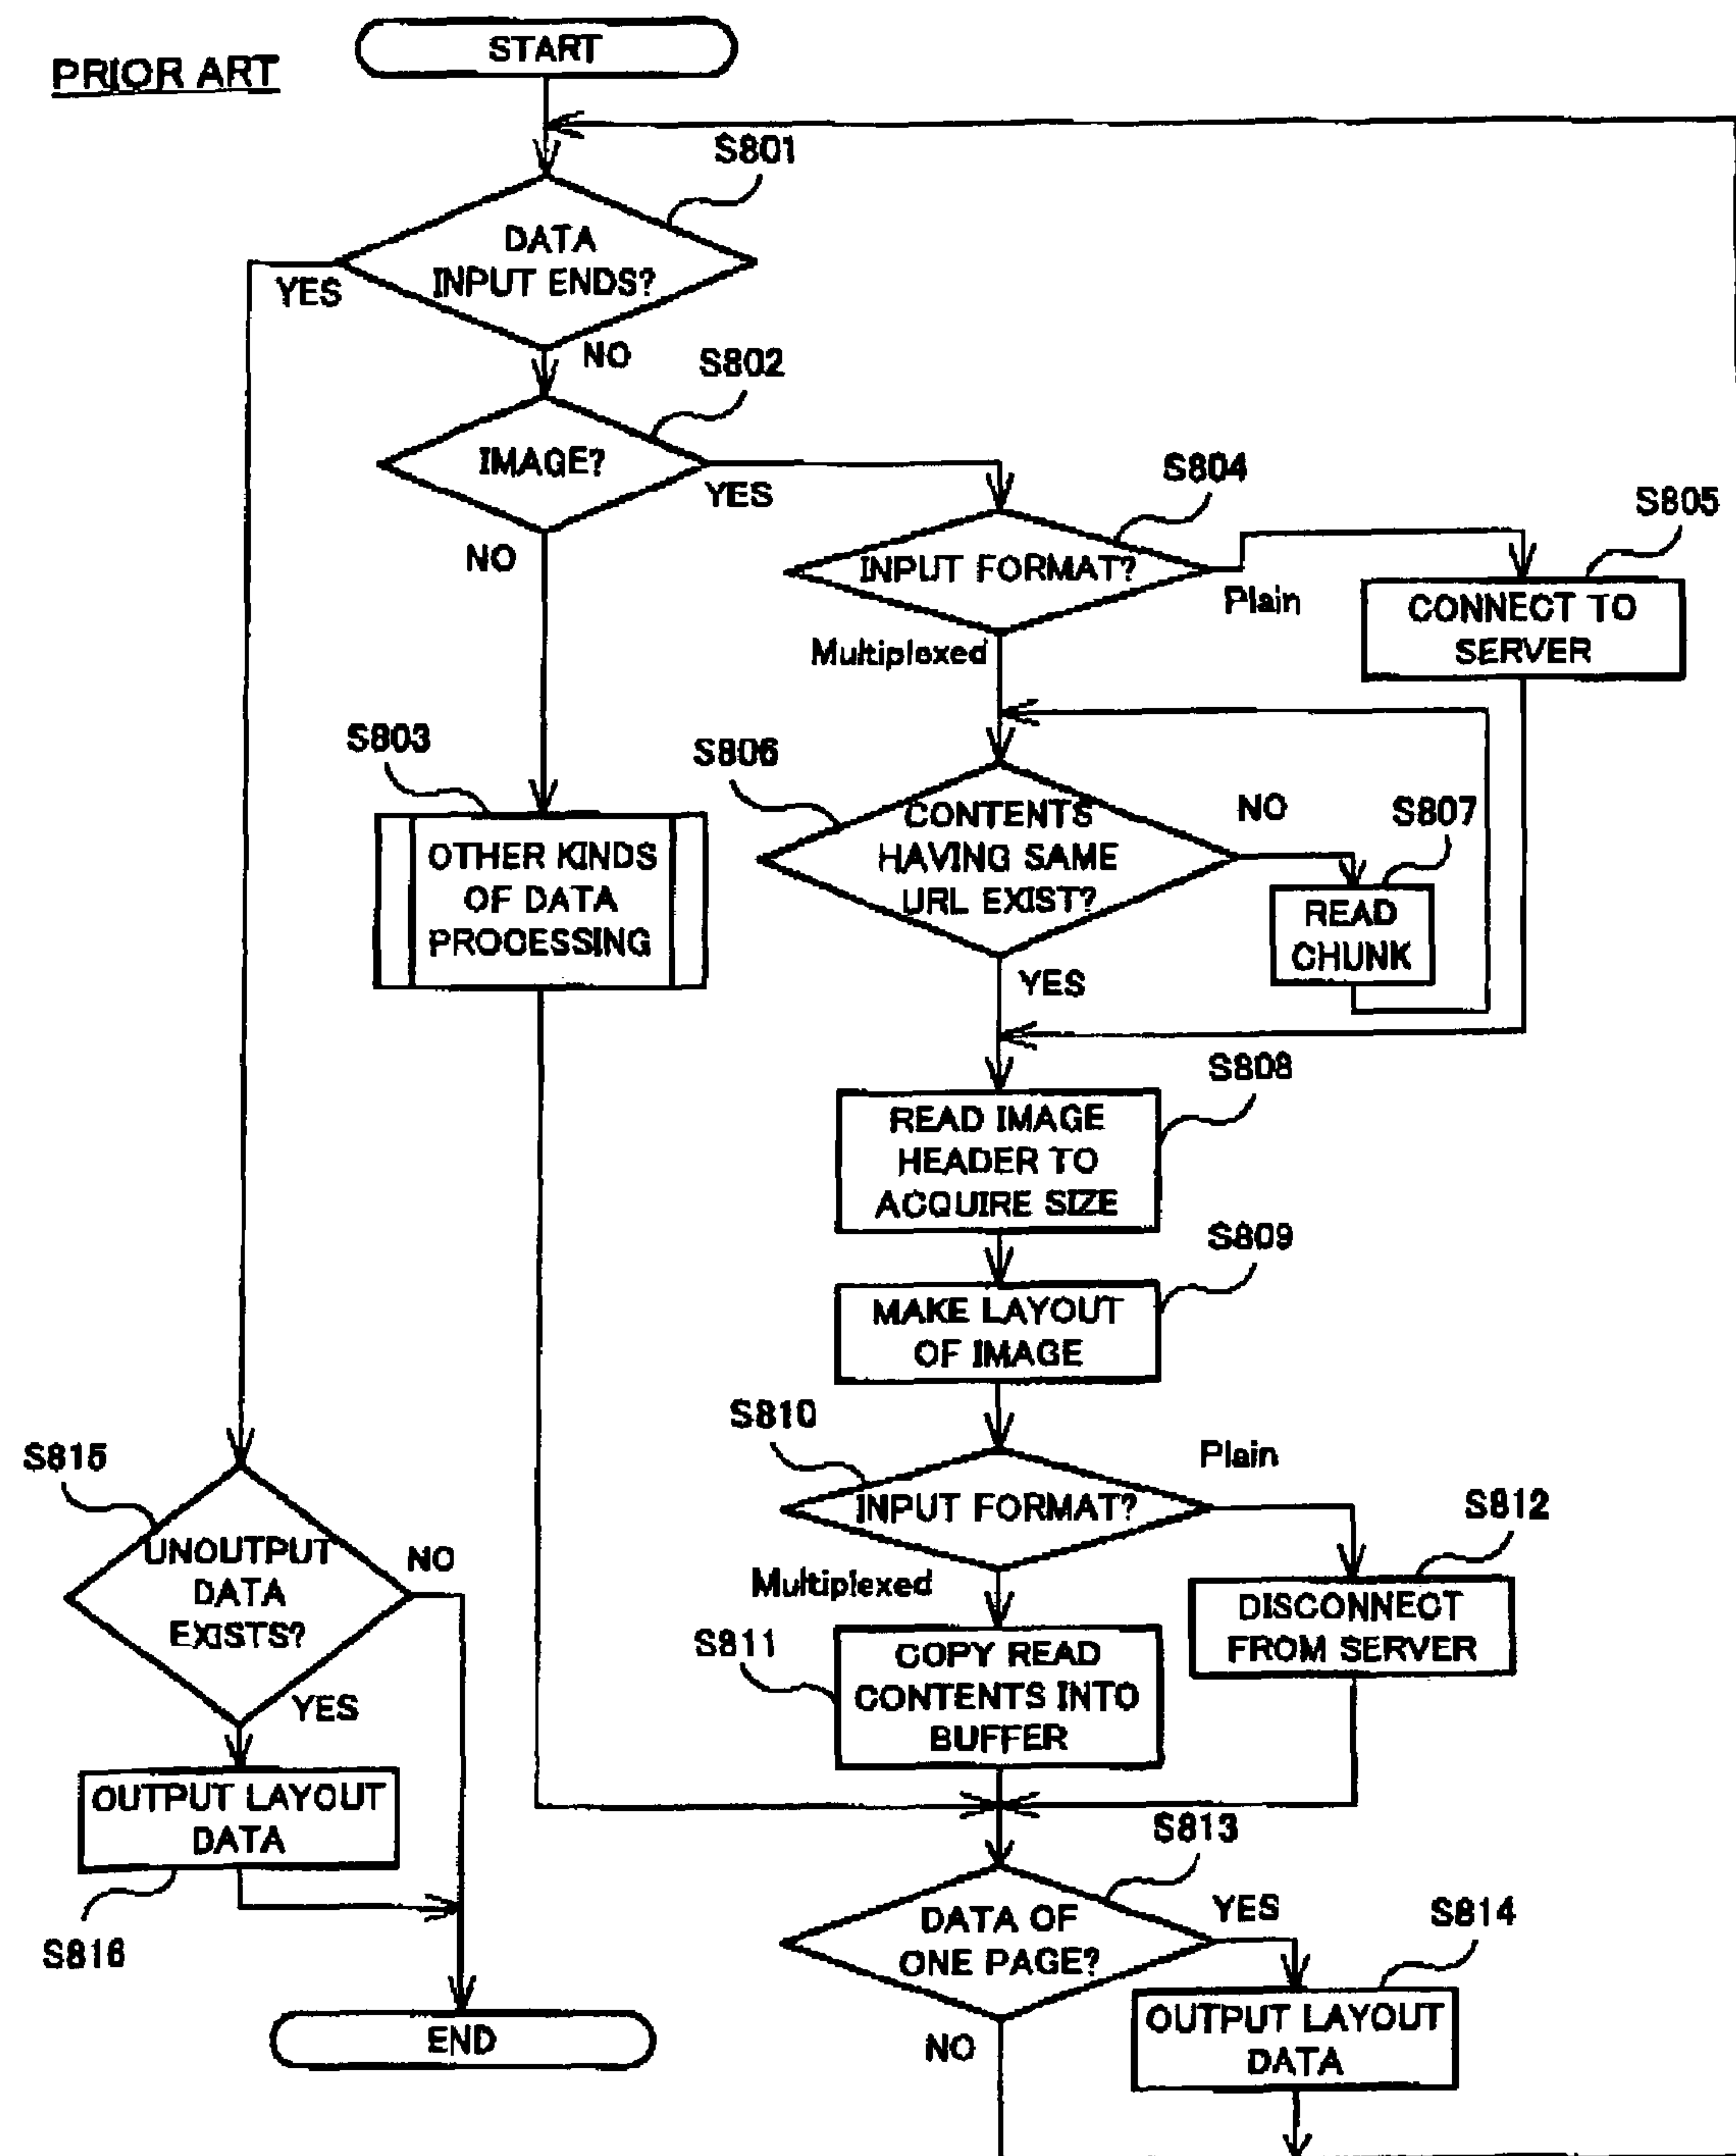 PRIOR ART
START
S801
DATA
INPUT ENDS?
YES
NO
S802
IMAGE?
YES
NO
S804
INPUT FORMAT?
Plain
Multiplexed
S805
CONNECT TO
SERVER
S803
OTHER KINDS
OF DATA
PROCESSING
S806
CONTENTS
HAVING SAME
URL EXIST?
NO
YES
S807
READ
CHUNK
S808
READ IMAGE
HEADER TO
ACQUIRE SIZE
S809
MAKE LAYOUT
OF IMAGE
S810
INPUT FORMAT?
Plain
Multiplexed
S812
DISCONNECT
FROM SERVER
S811
COPY READ
CONTENTS INTO
BUFFER
S815
UNOUTPUT
DATA
EXISTS?
NO
YES
OUTPUT LAYOUT
DATA
S816
END
S813
DATA OF
ONE PAGE?
YES
NO
S814
OUTPUT LAYOUT
DATA